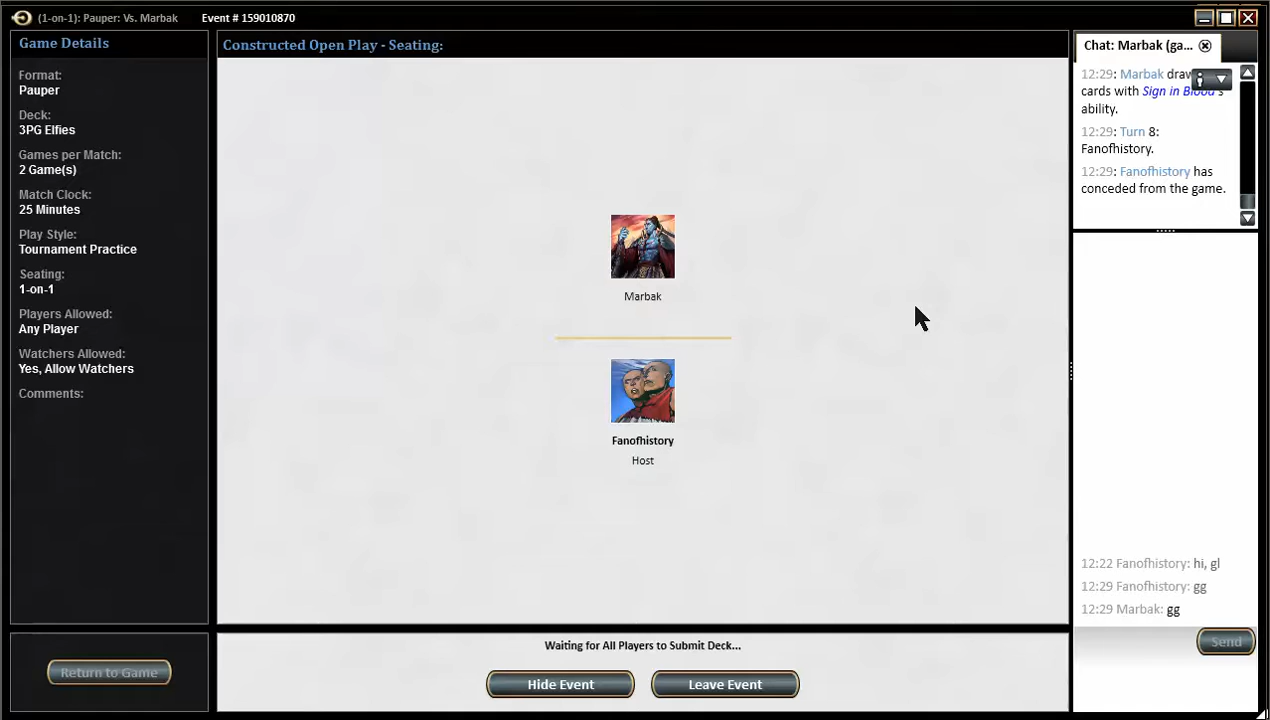 (1-on-1): Pauper: Vs. Marbak Event # 159010870
Game Details
Format:
Pauper
Deck:
3PG Elfies
Games per Match:
2 Game(s)
Match Clock:
25 Minutes
Play Style:
Tournament Practice
Seating:
1-on-1
Players Allowed:
Any Player
Watchers Allowed:
Yes, Allow Watchers
Comments:
Return to Game
Constructed Open Play - Seating:
Marbak
Fanofhistory
Host
Waiting for All Players to Submit Deck...
Hide Event Leave Event
Chat: Marbak (ga...
12:29: Marbak
cards with Sign in Blood's
ability.
12:29: Turn 8:
Fanofhistory.
12:29: Fanofhistory has
conceded from the game.
12:22 Fanofhistory: hi, gl
12:29 Fanofhistory: gg
12:29 Marbak: gg
Send